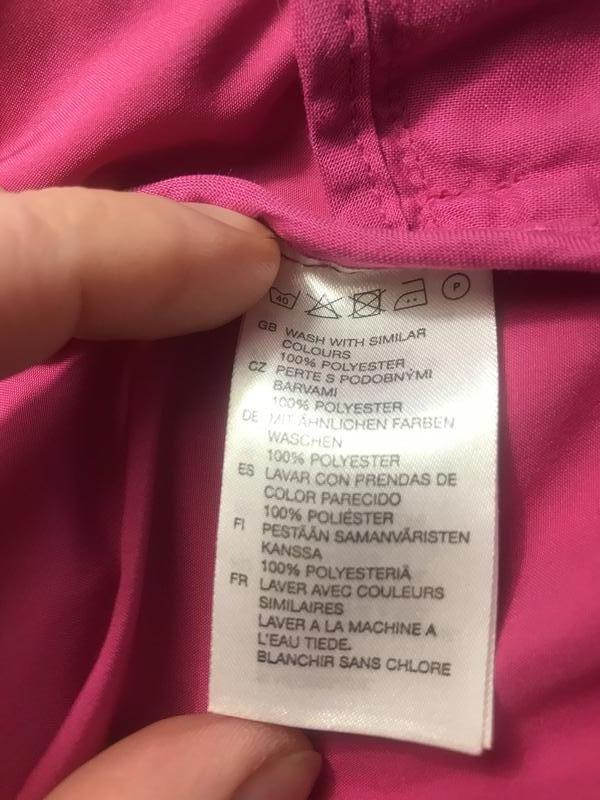 40 P
GB WASH WITH SIMILAR
COLOURS
100% POLYESTER
CZ PERTE S PODOBNÝMI
BARVAMI
100% POLYESTER
DE MIT ÄHNLICHEN FARBEN
WASCHEN
100% POLYESTER
ES LAVAR CON PRENDAS DE
COLOR PARECIDO
100% POLIÉSTER
FI PESTÄÄN SAMANVÄRISTEN
KANSSA
100% POLYESTERIÄ
FR LAVER AVEC COULEURS
SIMILAIRES
LAVER A LA MACHINE A
L'EAU TIEDE.
BLANCHIR SANS CHLORE